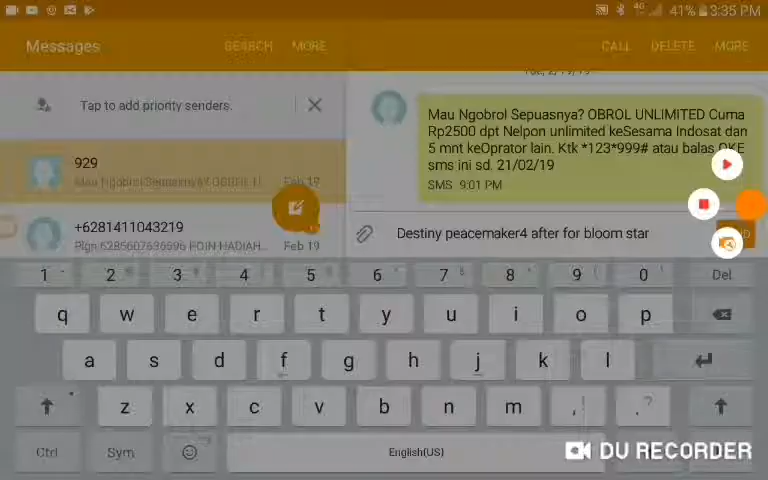 4G 41% 3:35 PM
Messages SEARCH MORE CALL DELETE MORE
Tap to add priority senders.
929
Feb 19
+6281411043219
Feb 19
Mau Ngobrol Sepuasnya? OBROL UNLIMITED Cuma
Rp2500 dpt Nelpon unlimited keSesama Indosat dan
5 mnt keOprator lain. Ktk *123*999# atau balas OKE
sms ini sd. 21/02/19
SMS 9:01 PM
Destiny peacemaker4 after for bloom star
1 2 3 4 5 6 7 8 9 0 Del
q w e r t y u i o p
a s d f g h j k l
z x c v b n m , ! . ?
Ctrl Sym English(US)
DU RECORDER